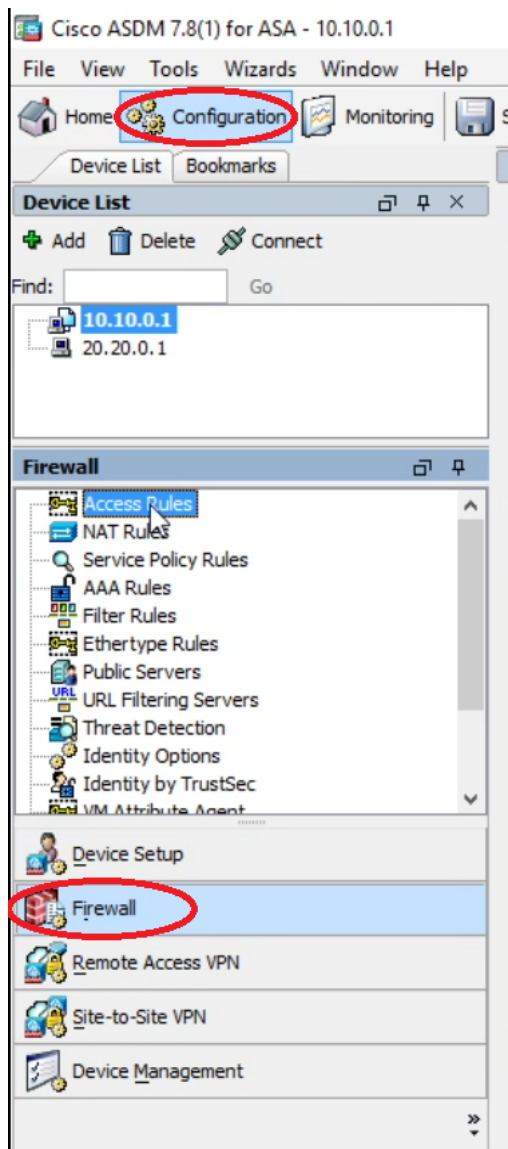 Cisco ASDM 7.8(1) for ASA - 10.10.0.1
File View Tools Wizards Window Help
Home Configuration Monitoring S
Device List Bookmarks
Device List
Add Delete Connect
Find: Go
10.10.0.1
20.20.0.1
Firewall
Access Rules
NAT Rules
Service Policy Rules
AAA Rules
Filter Rules
Ethertype Rules
Public Servers
URL URL Filtering Servers
Threat Detection
Identity Options
Identity by TrustSec
VM Attribute Agent
Device Setup
Firewall
Remote Access VPN
Site-to-Site VPN
Device Management